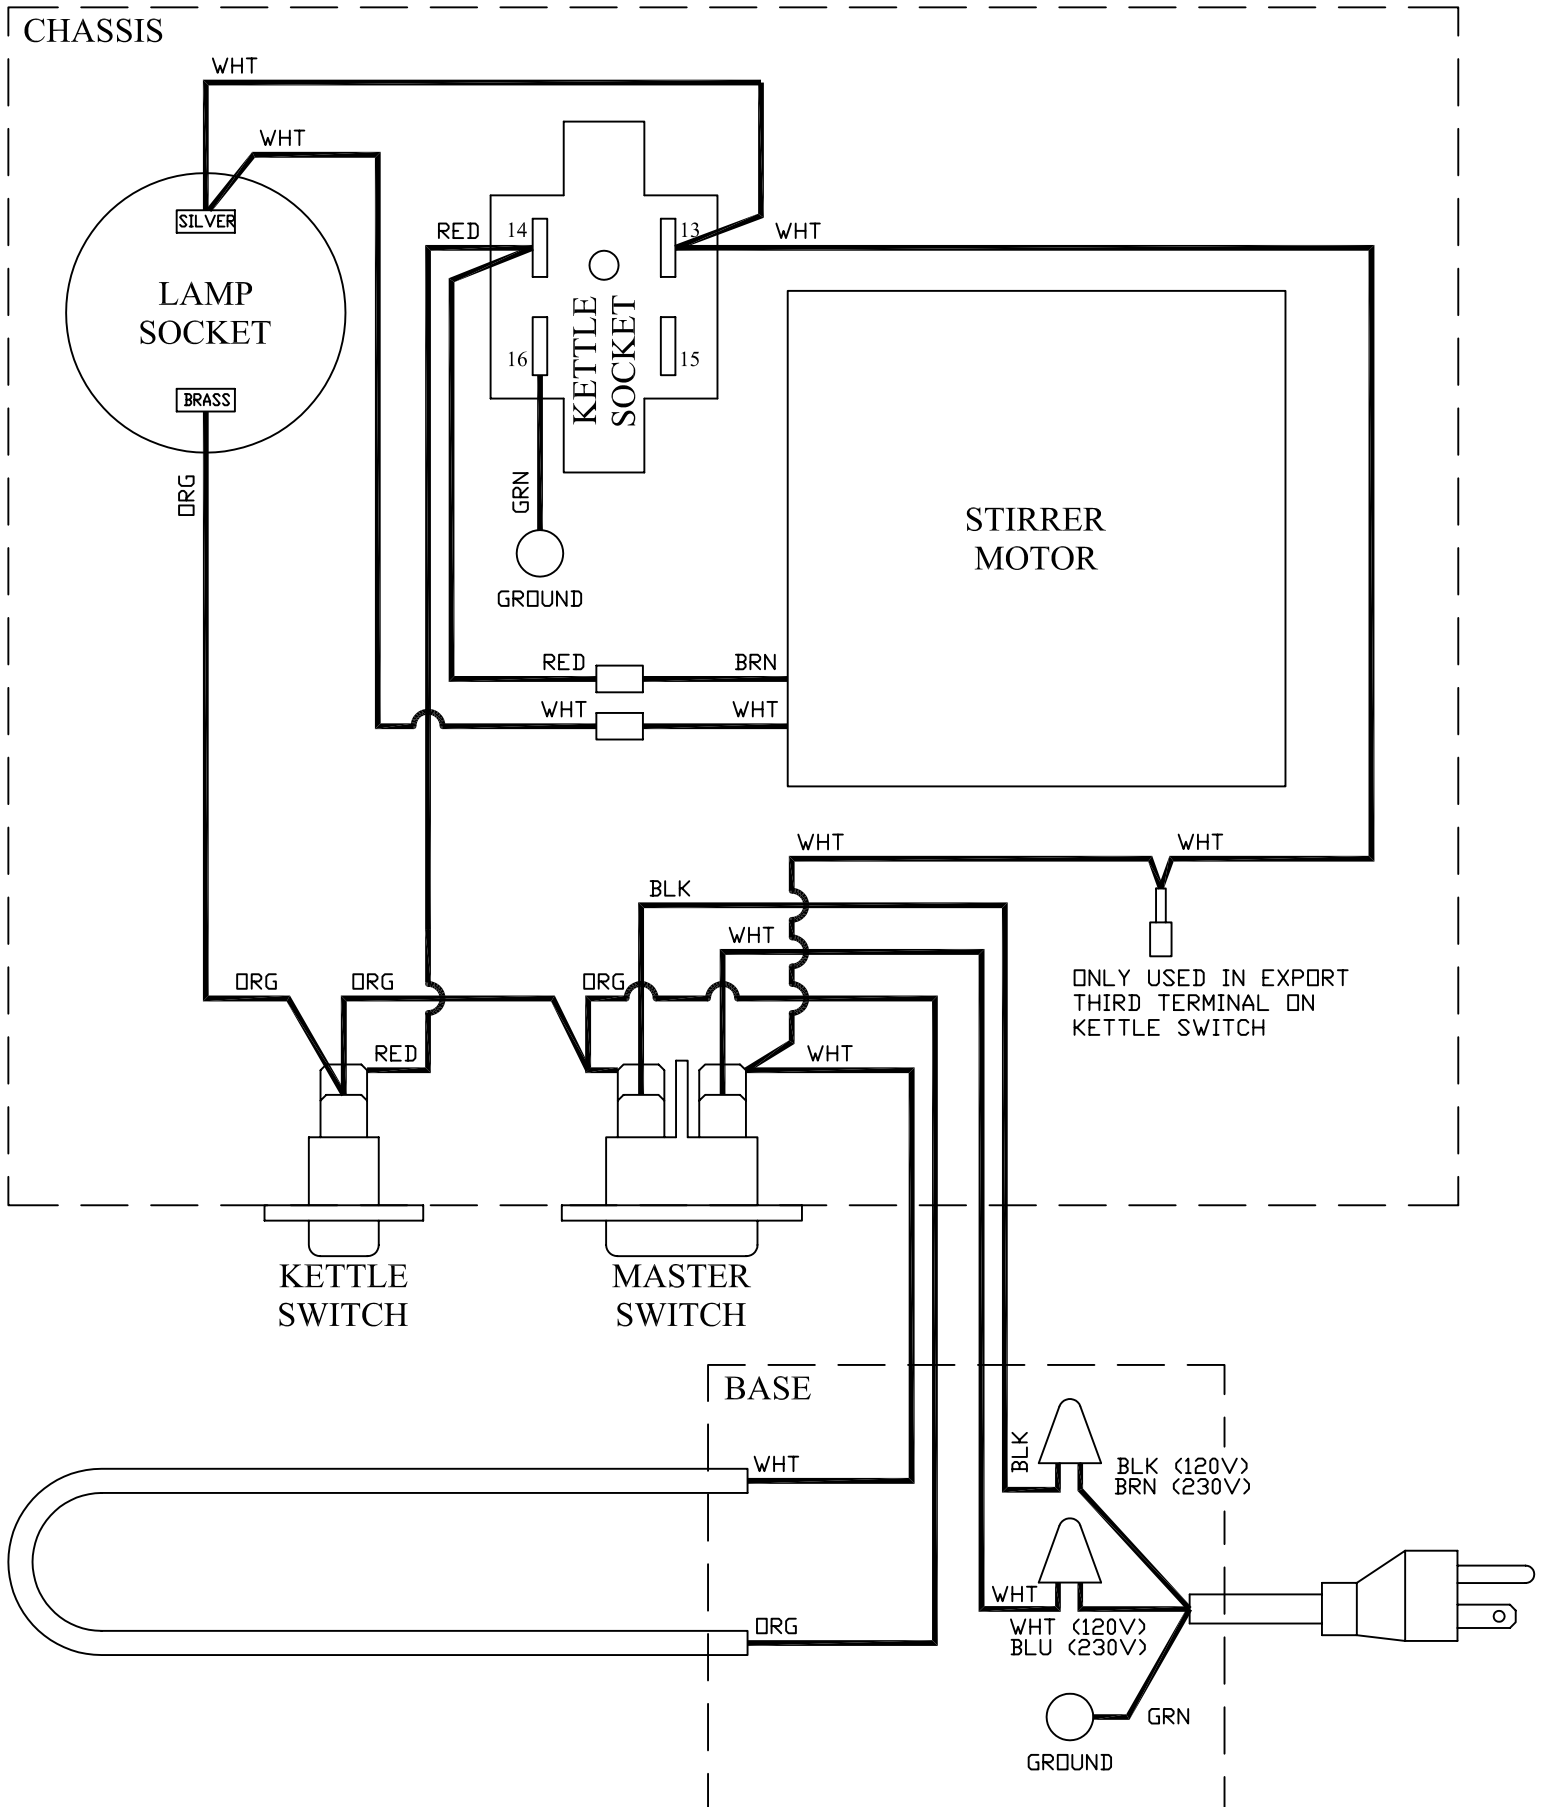 CHASSIS
WHT
WHT
SILVER
LAMP
SOCKET
BRASS
ORG
RED
14
13
WHT
16
15
KETTLE
SOCKET
GRN
GROUND
STIRRER
MOTOR
RED
BRN
WHT
WHT
WHT
WHT
BLK
WHT
ONLY USED IN EXPORT
THIRD TERMINAL ON
KETTLE SWITCH
ORG
ORG
ORG
RED
WHT
KETTLE
SWITCH
MASTER
SWITCH
BASE
WHT
BLK
BLK (120V)
BRN (230V)
WHT
WHT (120V)
BLU (230V)
ORG
GRN
GROUND